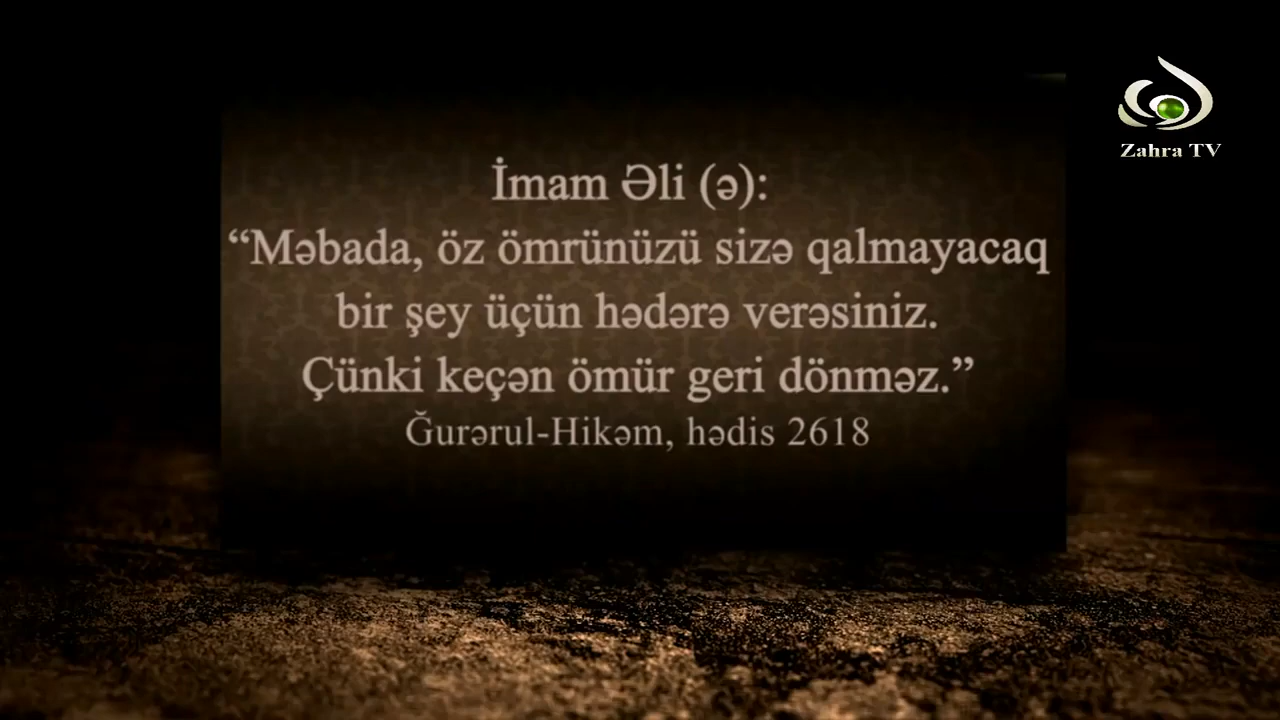 Zahra TV
İmam Əli (ə):
“Məbada, öz ömrünüzü sizə qalmayacaq
bir şey üçün hədərə verəsiniz.
Çünki keçən ömür geri dönməz.”
Ğurərul-Hikəm, hədis 2618